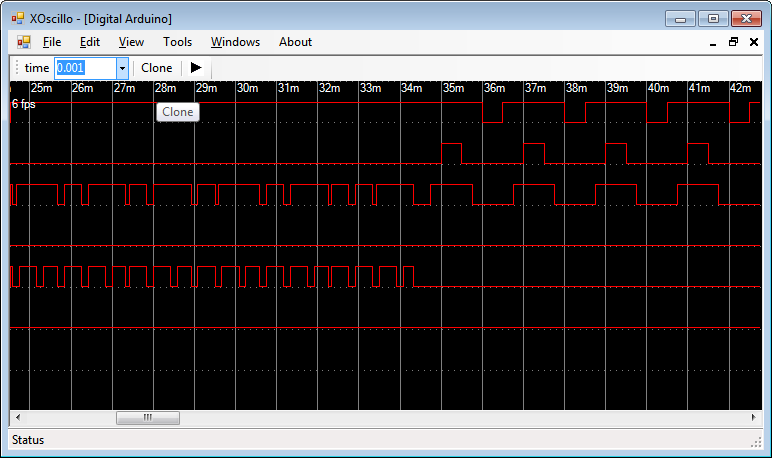 XOscillo - [Digital Arduino]
File Edit View Tools Windows About
time 0.001 Clone
25m 26m 27m 28m 29m 30m 31m 32m 33m 34m 35m 36m 37m 38m 39m 40m 41m 42m
6 fps
Clone
Status